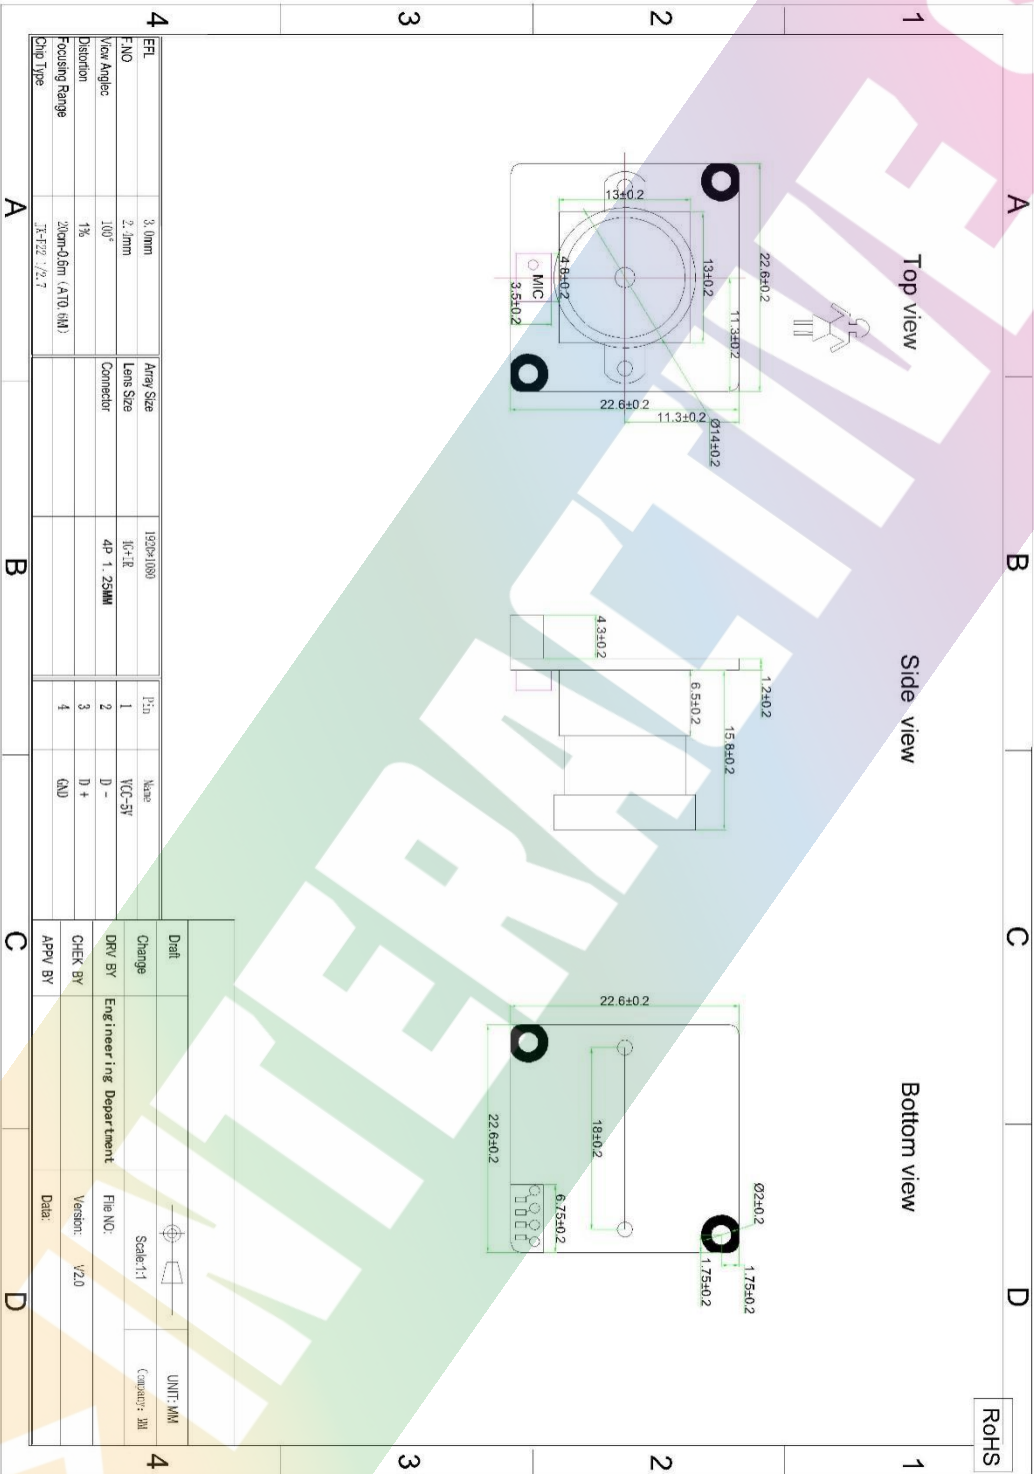 1 2 3 4
A B C D
RoHS
Top view
Side view
Bottom view
22.6±0.2
11.3±0.2
13±0.2
13±0.2
4.8±0.2
MIC
3.5±0.2
22.6±0.2
11.3±0.2
Ø14±0.2
1.2±0.2
15.8±0.2
6.5±0.2
4.3±0.2
22.6±0.2
Ø2±0.2
1.75±0.2
1.75±0.2
18±0.2
6.75±0.2
22.6±0.2
INTERACTIVE
EFL 3.0mm Array Size 1920*1080 Pin Name
F.NO Lens Size 1 VCC-5V
View Angle 100° Connector 4P 1.25MM 2 D -
Distortion 1% 3 D +
Focusing Range 20cm-0.6m (AT0.6M) 4 GND
Chip Type
Draft
Change
DRV BY Engineering Department
CHEK BY
APPV BY
UNIT: MM
Scale:1:1
Company:
File NO:
Version: V2.0
Data:
1 2 3 4
A B C D